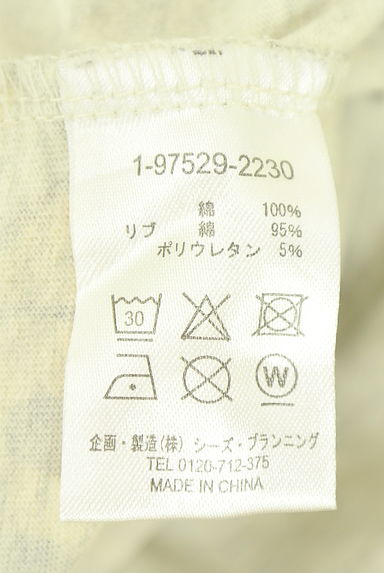 1-97529-2230
綿 100%
リブ 綿 95%
ポリウレタン 5%
30
W
企画・製造(株) シーズ・プランニング
TEL 0120-712-375
MADE IN CHINA